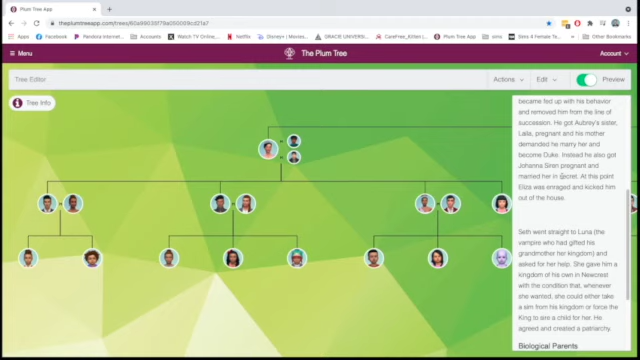 Plum Tree App
theplumtreeapp.com/trees/60a99033f79a050009cd21a7
Apps
Facebook
Pandora Internet...
Accounts
Watch TV Online...
Netflix
Disney+ | Movies...
GRACIE UNIVERSI...
CareFree_Kitten |
Plum Tree App
sims
Sims 4 Female T...
Other Bookmarks
Menu
The Plum Tree
Account
Tree Editor
Actions
Edit
Preview
Tree Info
became fed up with his behavior
and removed him from the line of
succession. He got Aubrey's sister,
Laila, pregnant and his mother
demanded he marry her and
become Duke. Instead he also got
Johanna Siren pregnant and
married her in secret. At this point
Eliza was enraged and kicked him
out of the house.
Seth went straight to Luna (the
vampire who had gifted his
grandmother her kingdom) and
asked for her help. She gave him a
kingdom of his own in Newcrest
with the condition that, whenever
she wanted, she could either take
a sim from his kingdom or force the
King to sire a child for her. He
agreed and created a patriarchy.
Biological Parents